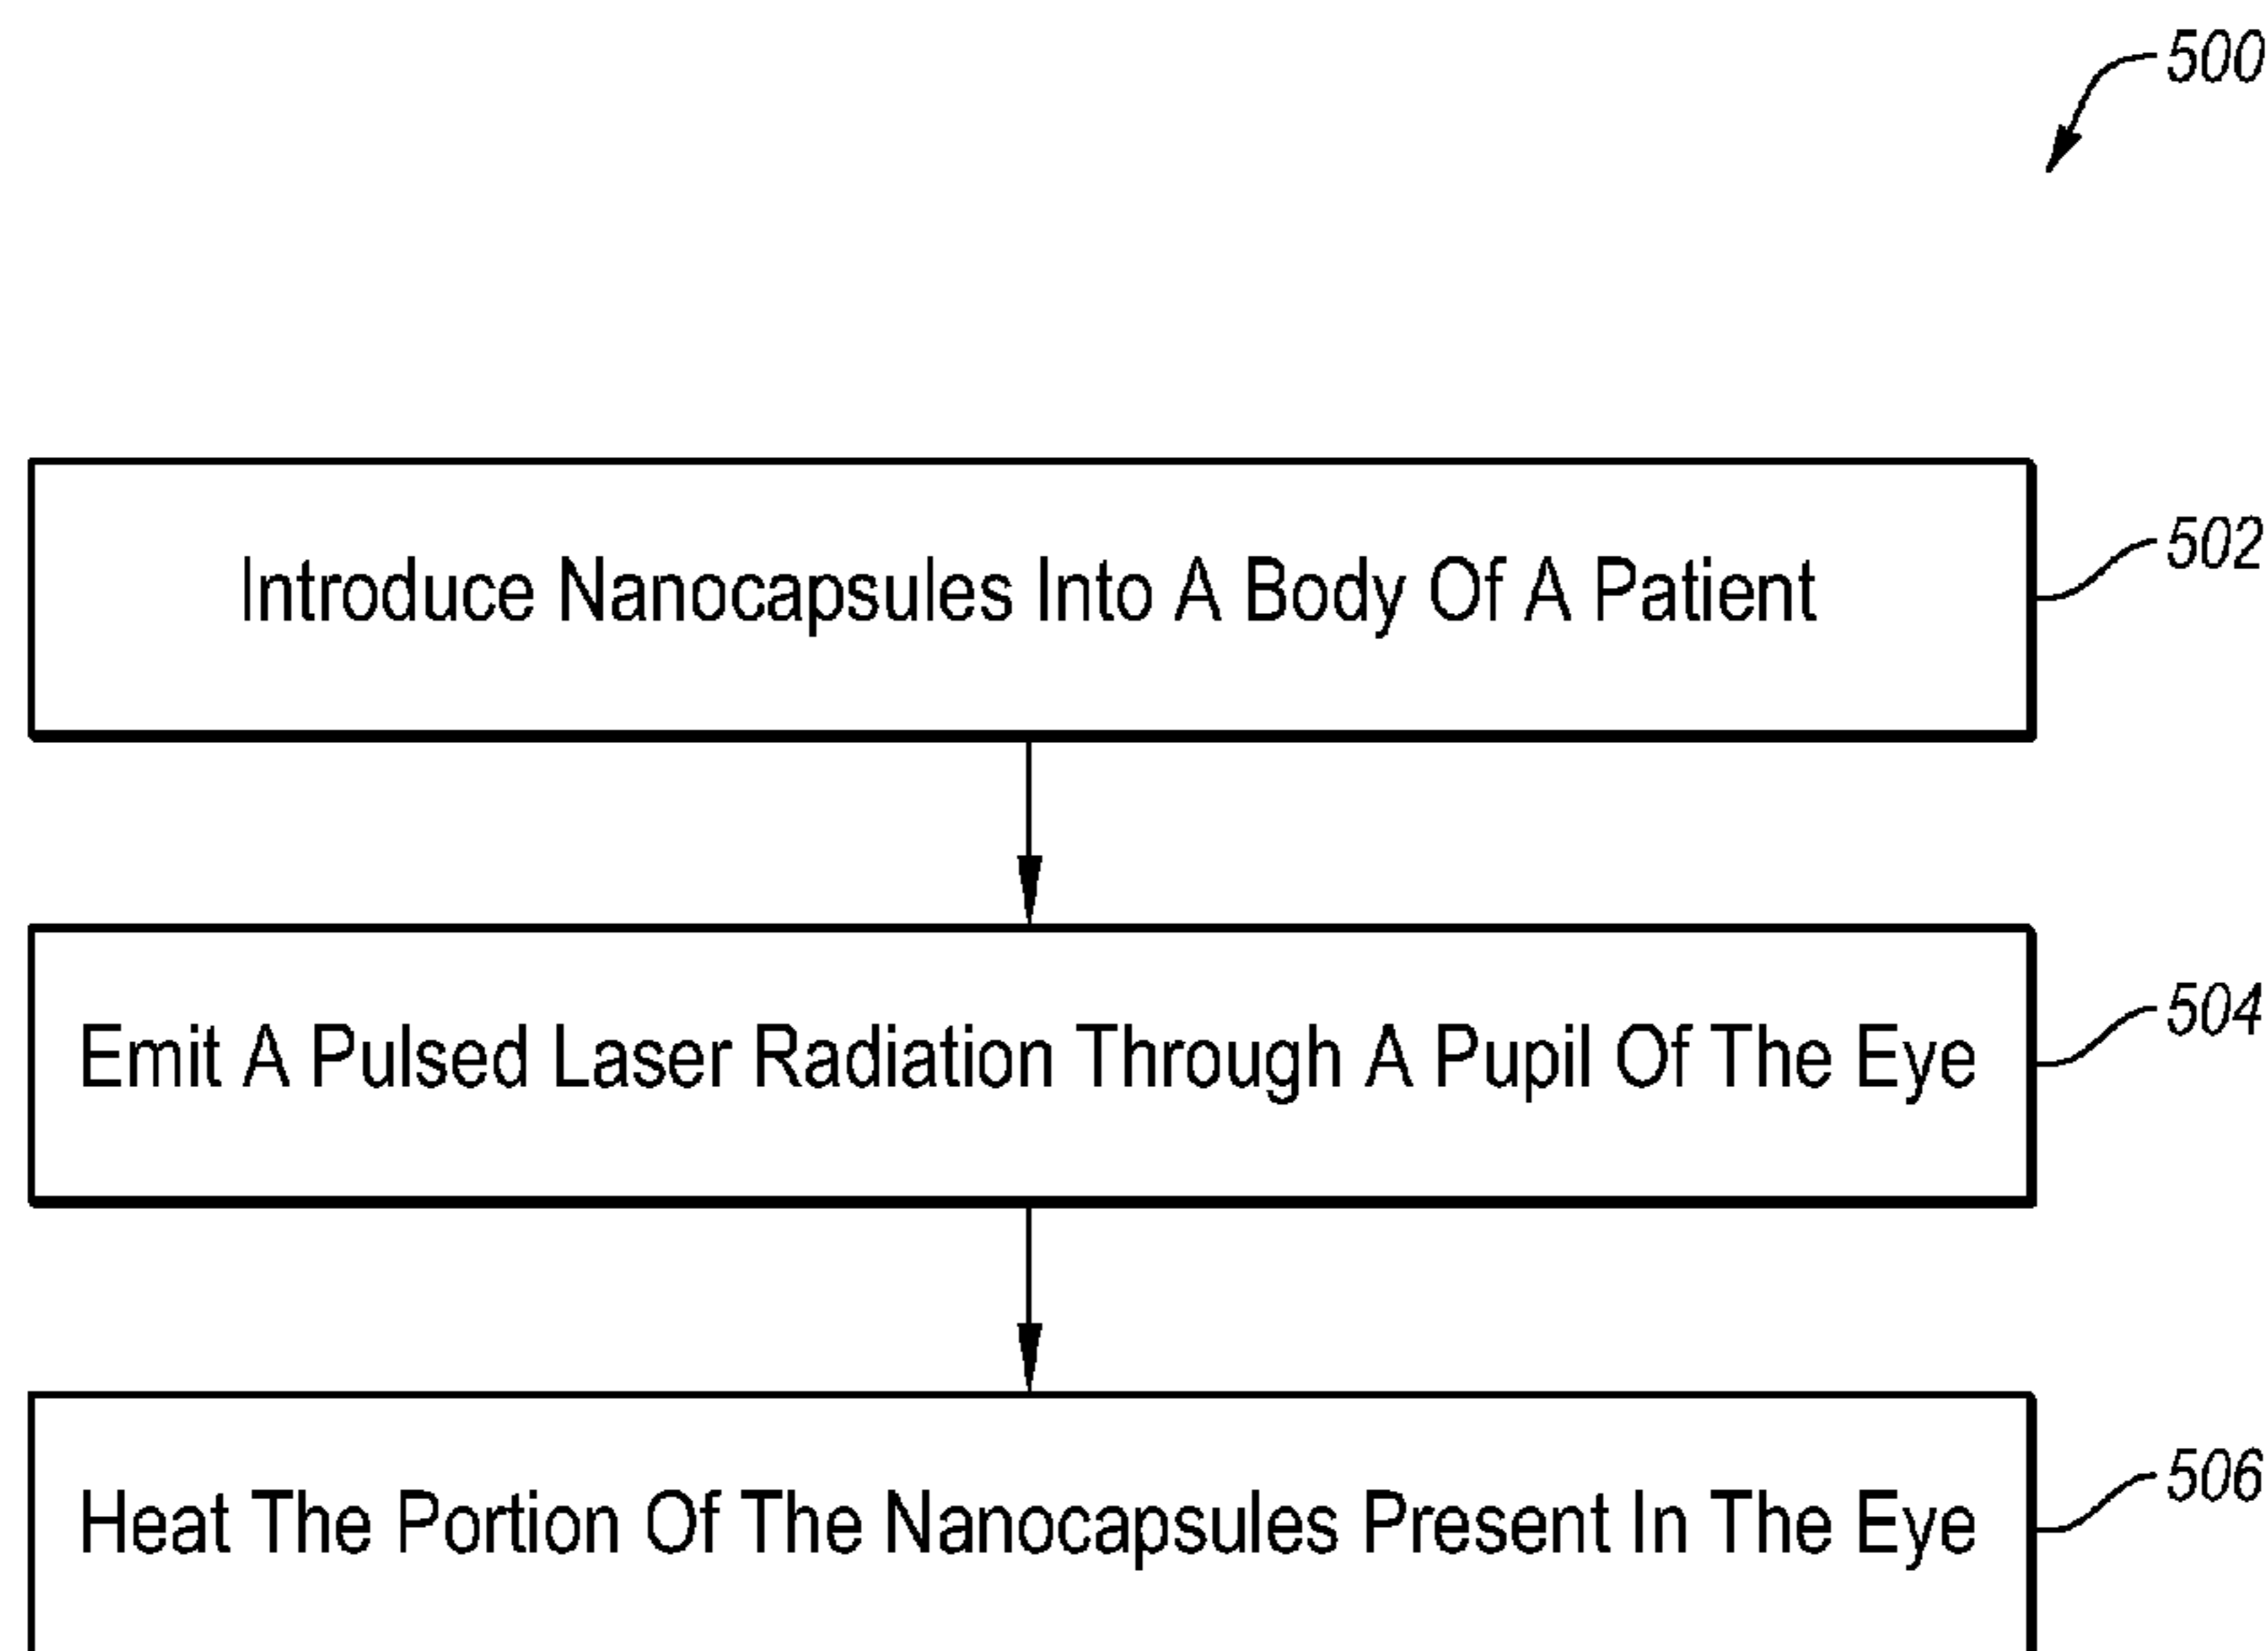 500
Introduce Nanocapsules Into A Body Of A Patient
502
Emit A Pulsed Laser Radiation Through A Pupil Of The Eye
504
Heat The Portion Of The Nanocapsules Present In The Eye
506